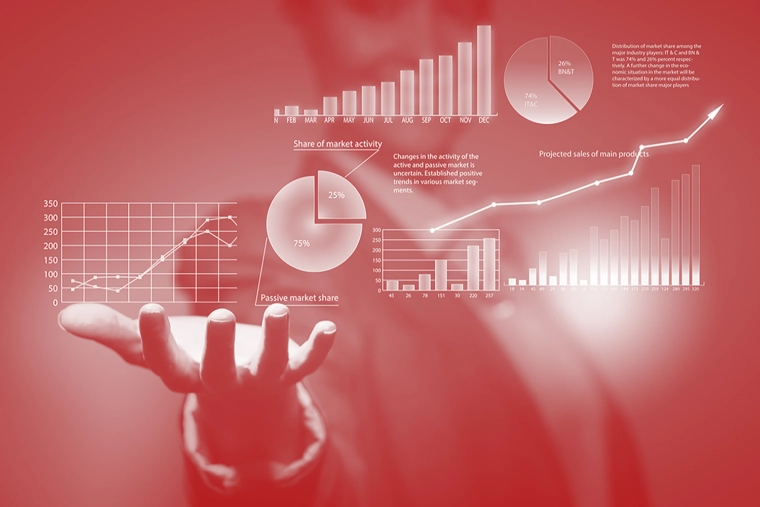 Distribution of market share among the
major industry players: IT & C and BN &
T was 74% and 26% percent respec-
tively. A further change in the eco-
nomic situation in the market will be
characterized by a more equal distribu-
tion of market share major players
26%
BN&T
74%
IT&C
N FEB MAR APR MAY JUN JUL AUG SEP OCT NOV DEC
Share of market activity
Changes in the activity of the
active and passive market is
uncertain. Established positive
trends in various market seg-
ments.
Projected sales of main products
25%
75%
Passive market share
350
300
250
200
150
100
50
0
300
250
200
150
100
50
0
45 26 78 151 30 220 257